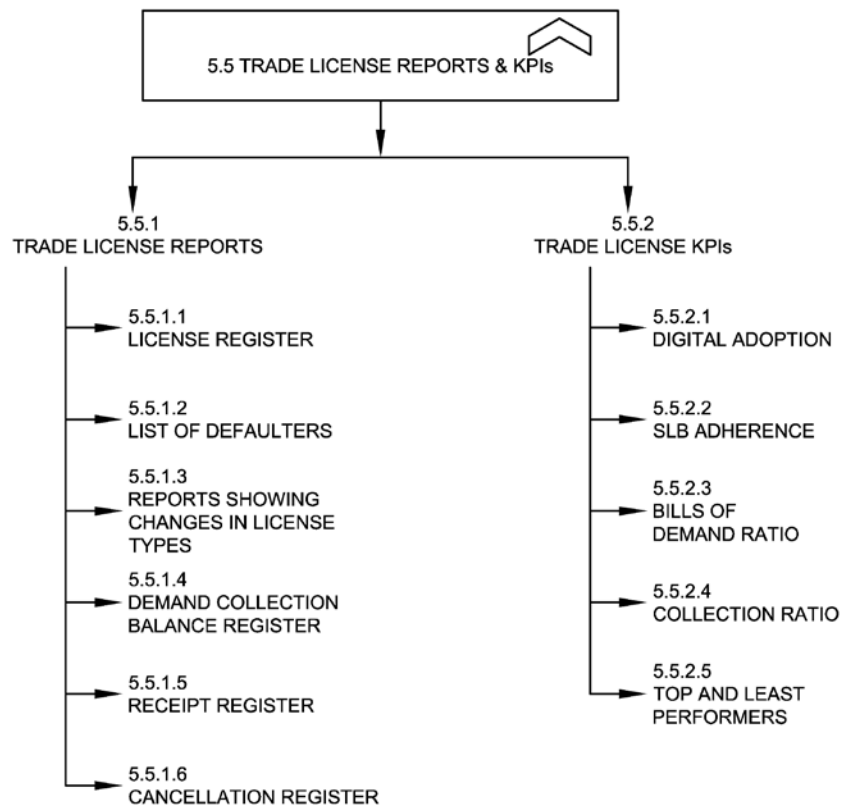 5.5 TRADE LICENSE REPORTS & KPIs
5.5.1
TRADE LICENSE REPORTS
5.5.1.1
LICENSE REGISTER
5.5.1.2
LIST OF DEFAULTERS
5.5.1.3
REPORTS SHOWING
CHANGES IN LICENSE
TYPES
5.5.1.4
DEMAND COLLECTION
BALANCE REGISTER
5.5.1.5
RECEIPT REGISTER
5.5.1.6
CANCELLATION REGISTER
5.5.2
TRADE LICENSE KPIs
5.5.2.1
DIGITAL ADOPTION
5.5.2.2
SLB ADHERENCE
5.5.2.3
BILLS OF
DEMAND RATIO
5.5.2.4
COLLECTION RATIO
5.5.2.5
TOP AND LEAST
PERFORMERS